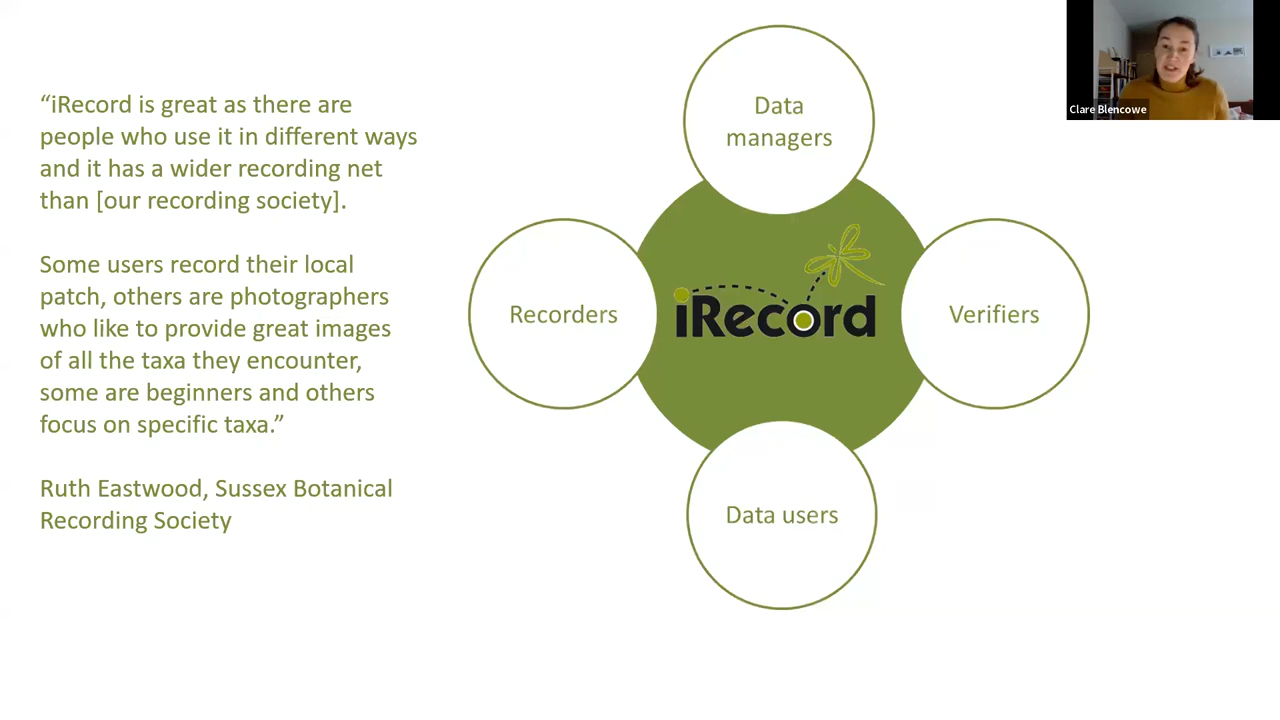 “iRecord is great as there are
people who use it in different ways
and it has a wider recording net
than [our recording society].
Some users record their local
patch, others are photographers
who like to provide great images
of all the taxa they encounter,
some are beginners and others
focus on specific taxa.”
Ruth Eastwood, Sussex Botanical
Recording Society
Data
managers
Recorders
iRecord
Verifiers
Data users
Clare Blencowe